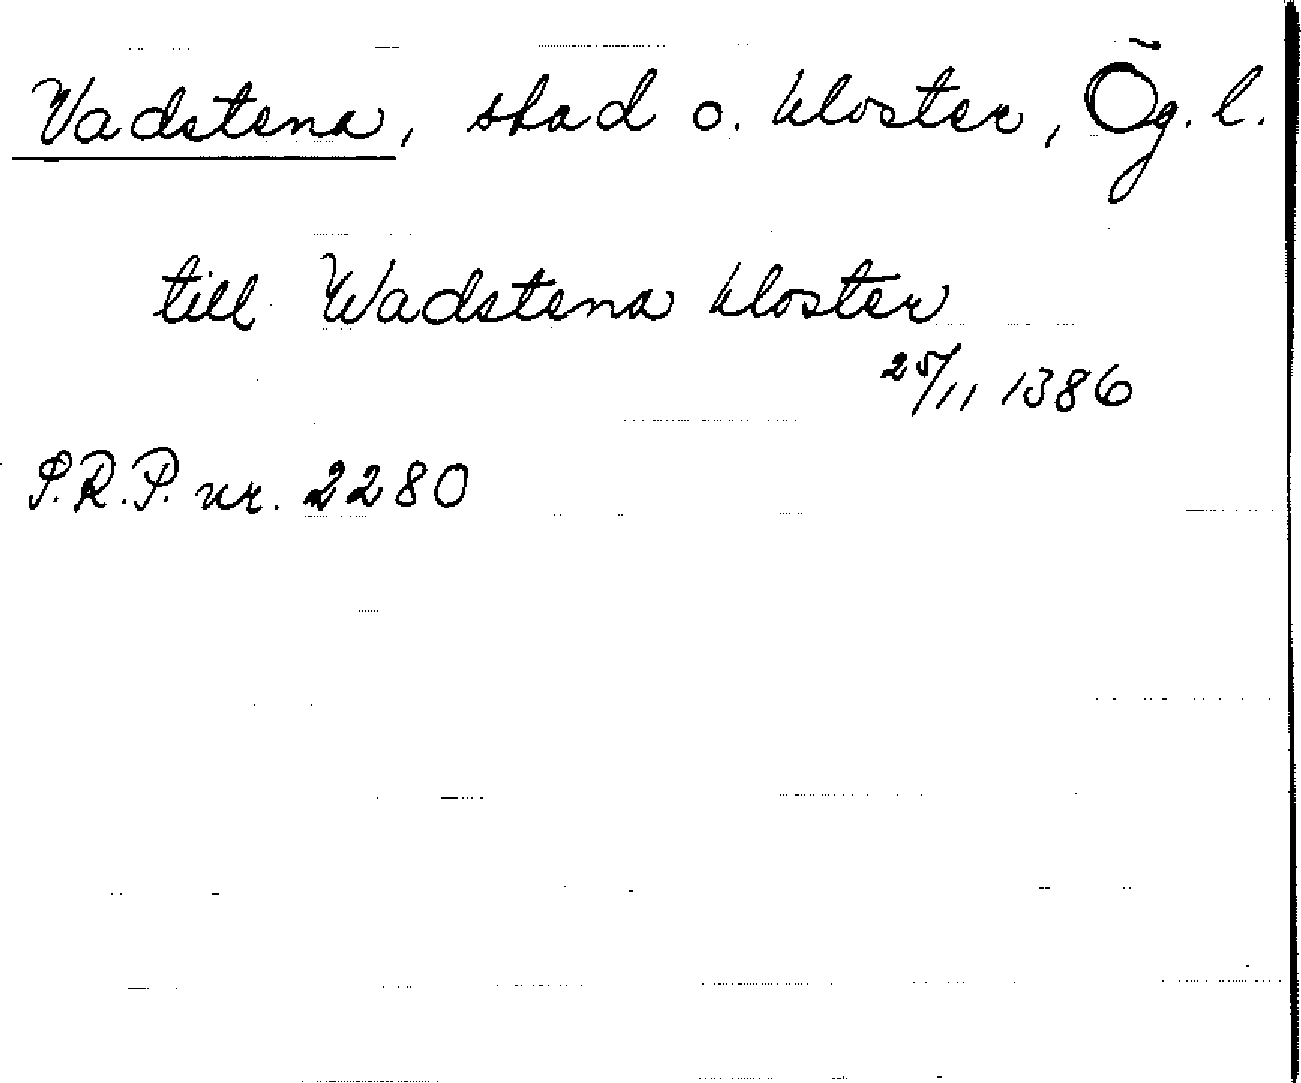 Vadstena, stad o. kloster, Ög. l.
till Wadstena kloster
25/11 1386
S.R.P. nr. 2280